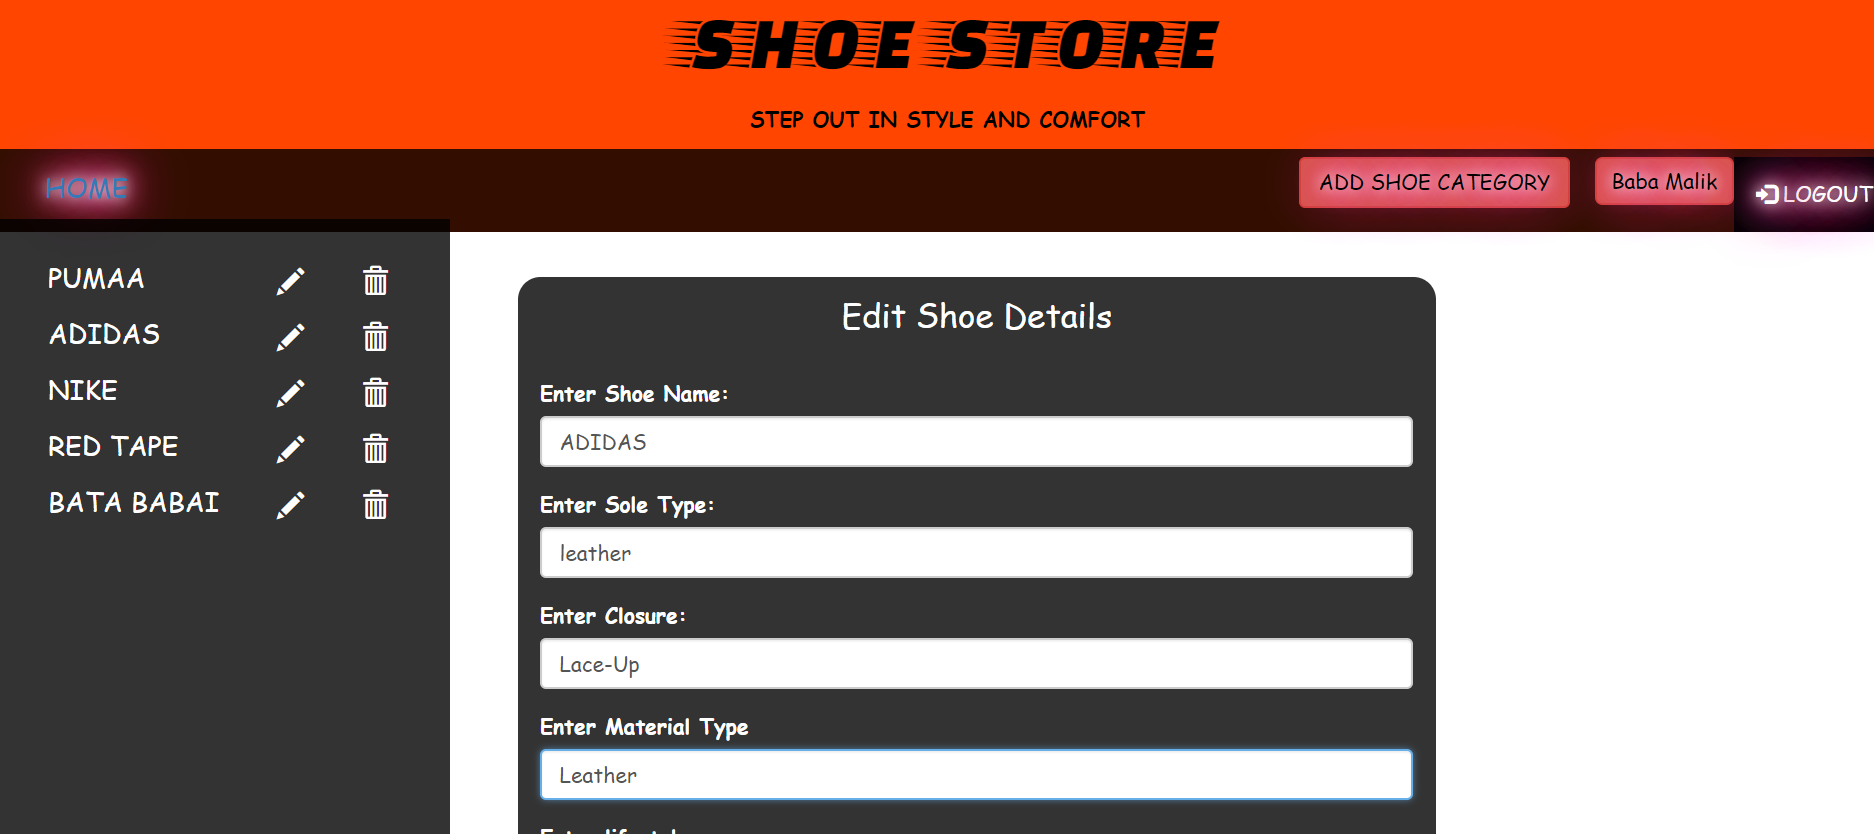 SHOE STORE
STEP OUT IN STYLE AND COMFORT
HOME
ADD SHOE CATEGORY
Baba Malik
LOGOUT
PUMAA
ADIDAS
NIKE
RED TAPE
BATA BABAI
Edit Shoe Details
Enter Shoe Name:
ADIDAS
Enter Sole Type:
leather
Enter Closure:
Lace-Up
Enter Material Type
Leather